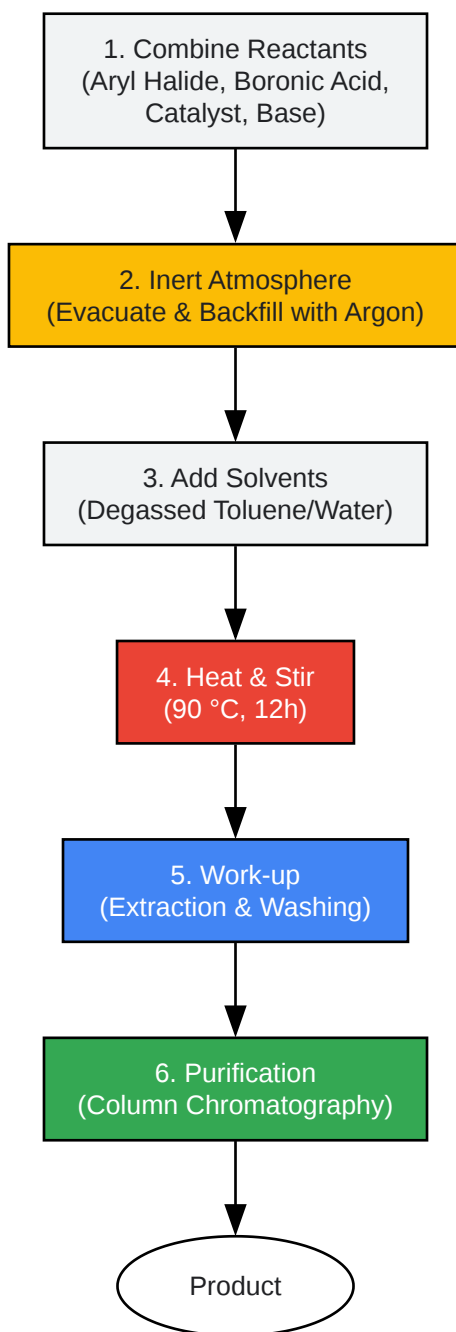 1. Combine Reactants
(Aryl Halide, Boronic Acid,
Catalyst, Base)
2. Inert Atmosphere
(Evacuate & Backfill with Argon)
3. Add Solvents
(Degassed Toluene/Water)
4. Heat & Stir
(90 °C, 12h)
5. Work-up
(Extraction & Washing)
6. Purification
(Column Chromatography)
Product